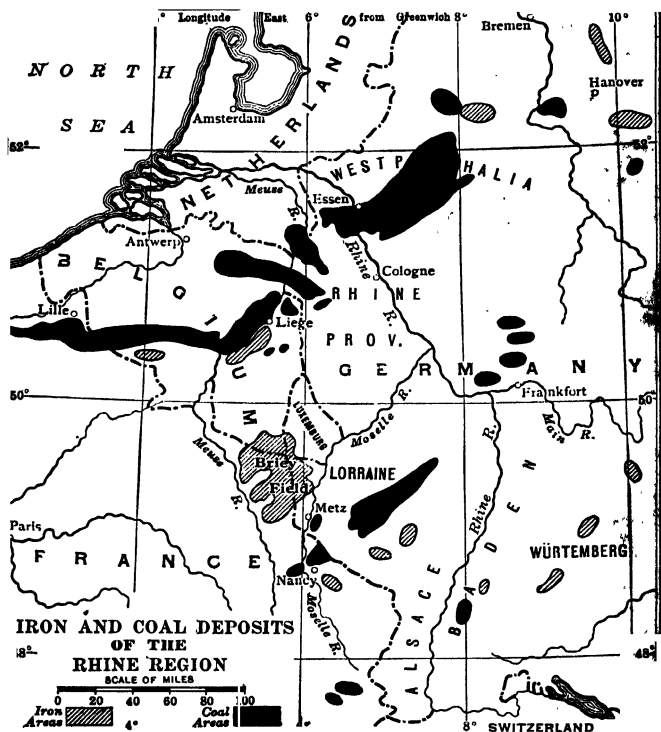 ° Longitude East. 6° from Greenwich 8° 10°
Bremen
NORTH
SEA
Hanover
Amsterdam
NETHERLANDS
52°
52°
WESTPHALIA
Meuse R.
Essen
Antwerp
Rhine R.
Cologne
BELGIUM
RHINE
PROV.
Lille
Liege
GERMANY
50°
50°
Frankfort
Main R.
LUXEMBURG
Moselle R.
Meuse R.
Briey
Field
LORRAINE
Rhine R.
Metz
Paris
FRANCE
BADEN
WÜRTEMBERG
Nancy
Moselle R.
ALSACE
IRON AND COAL DEPOSITS
OF THE
RHINE REGION
SCALE OF MILES
0 20 40 60 80 100
Iron Areas
Coal Areas
48°
48°
4°
6°
8°
SWITZERLAND